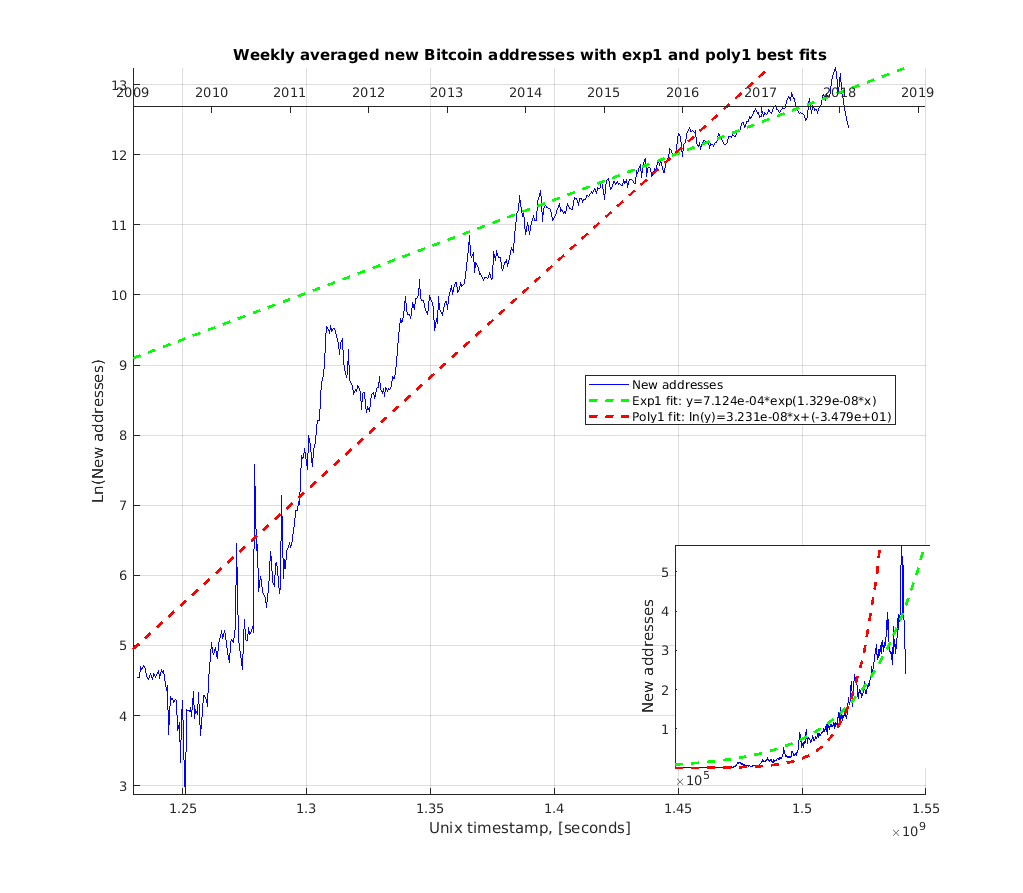 Weekly averaged new Bitcoin addresses with exp1 and poly1 best fits
13
2009 2010 2011 2012 2013 2014 2015 2016 2017 2018 2019
12
11
10
9
8
7
6
5
4
3
Ln(New addresses)
New addresses
Exp1 fit: y=7.124e-04*exp(1.329e-08*x)
Poly1 fit: ln(y)=3.231e-08*x+(-3.479e+01)
5
4
3
2
1
New addresses
×10^5
1.25 1.3 1.35 1.4 1.45 1.5 1.55
Unix timestamp, [seconds]
×10^9